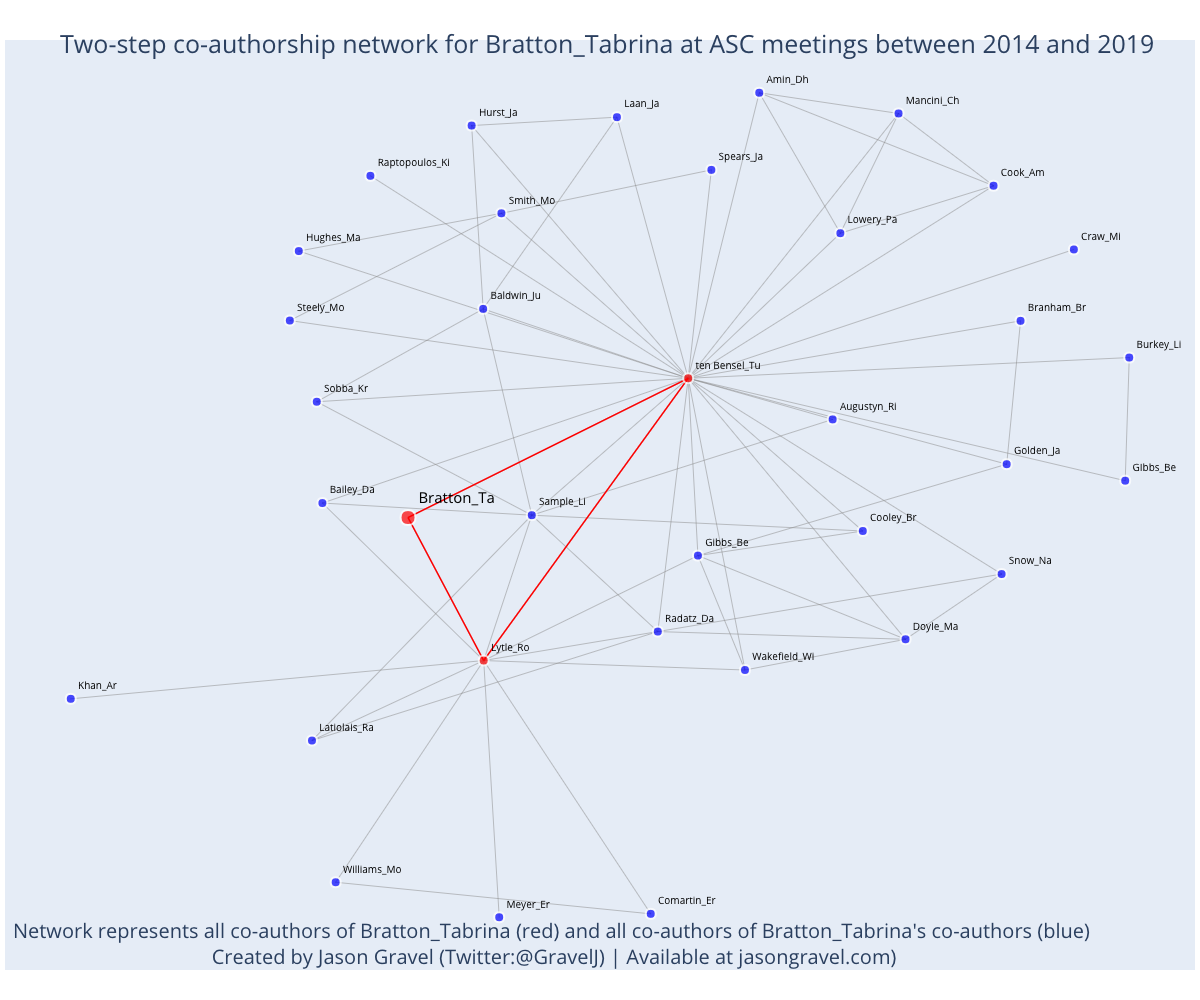 Two-step co-authorship network for Bratton_Tabrina at ASC meetings between 2014 and 2019
Amin_Dh
Mancini_Ch
Laan_Ja
Hurst_Ja
Spears_Ja
Raptopoulos_Ki
Cook_Am
Smith_Mo
Lowery_Pa
Hughes_Ma
Craw_Mi
Baldwin_Ju
Steely_Mo
Branham_Br
Burkey_Li
ten Bensel_Tu
Sobba_Kr
Augustyn_Ri
Golden_Ja
Gibbs_Be
Bailey_Da
Bratton_Ta
Sample_Li
Cooley_Br
Gibbs_Be
Snow_Na
Radatz_Da
Doyle_Ma
Lytle_Ro
Wakefield_Wi
Khan_Ar
Latiolais_Ra
Williams_Mo
Meyer_Er
Comartin_Er
Network represents all co-authors of Bratton_Tabrina (red) and all co-authors of Bratton_Tabrina's co-authors (blue)
Created by Jason Gravel (Twitter:@GravelJ) | Available at jasongravel.com)